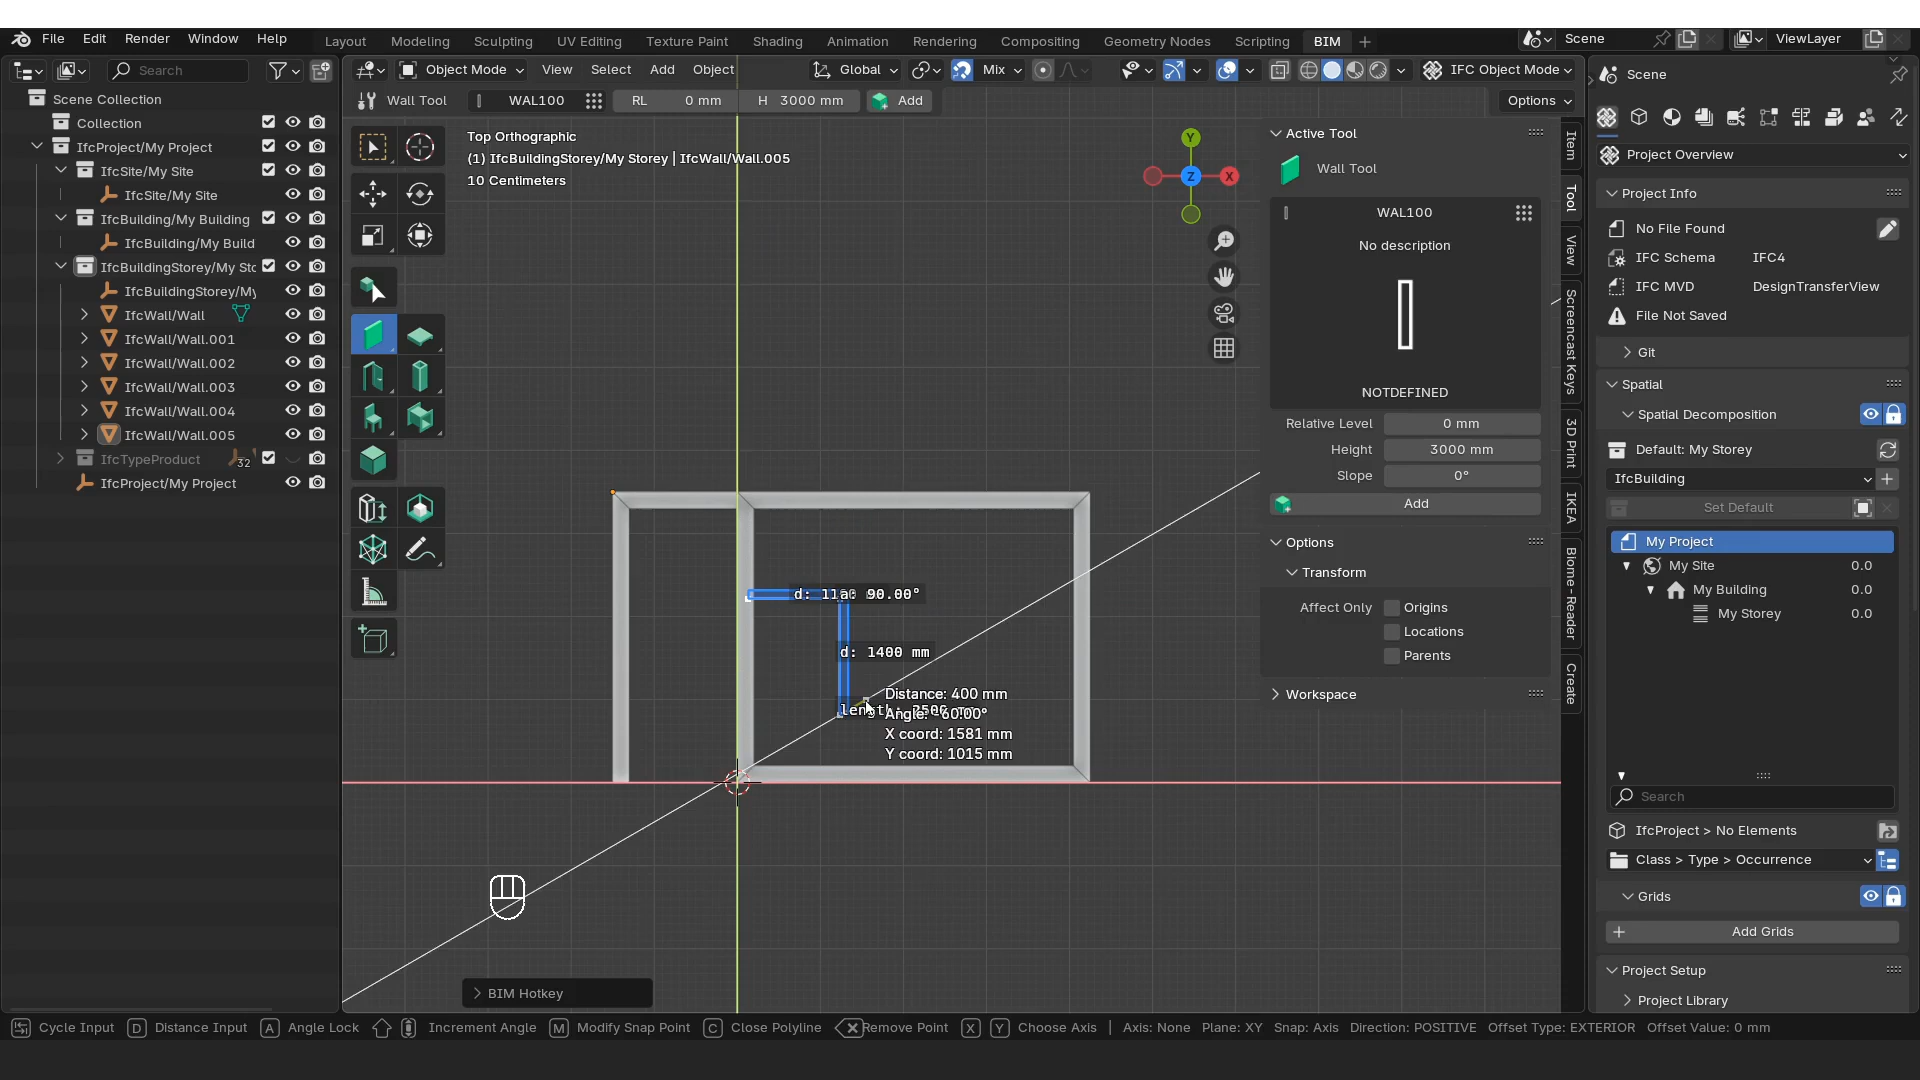 File Edit Render Window Help
Layout Modeling Sculpting UV Editing Texture Paint Shading Animation Rendering Compositing Geometry Nodes Scripting BIM +
Scene ViewLayer
Search
Object Mode View Select Add Object Global Mix IFC Object Mode
Scene
Scene Collection
Collection
IfcProject/My Project
IfcSite/My Site
IfcSite/My Site
IfcBuilding/My Building
IfcBuilding/My Build
IfcBuildingStorey/My Sto
IfcBuildingStorey/My
IfcWall/Wall
IfcWall/Wall.001
IfcWall/Wall.002
IfcWall/Wall.003
IfcWall/Wall.004
IfcWall/Wall.005
IfcTypeProduct 32
IfcProject/My Project
Wall Tool WAL100 RL 0 mm H 3000 mm Add Options
Top Orthographic
(1) IfcBuildingStorey/My Storey | IfcWall/Wall.005
10 Centimeters
Y
X
Z
d: 1400 mm
Distance: 400 mm
Angle: -60.00°
X coord: 1581 mm
Y coord: 1015 mm
BIM Hotkey
Active Tool
Wall Tool
WAL100
No description
NOTDEFINED
Relative Level 0 mm
Height 3000 mm
Slope 0°
Add
Options
Transform
Affect Only Origins
Locations
Parents
Workspace
Item
Tool
View
Screencast Keys
3D Print
IKEA
Biome-Reader
Create
Project Overview
Project Info
No File Found
IFC Schema IFC4
IFC MVD DesignTransferView
File Not Saved
Git
Spatial
Spatial Decomposition
Default: My Storey
IfcBuilding
Set Default
My Project
My Site 0.0
My Building 0.0
My Storey 0.0
Search
IfcProject > No Elements
Class > Type > Occurrence
Grids
Add Grids
Project Setup
Project Library
Cycle Input D Distance Input A Angle Lock Increment Angle M Modify Snap Point C Close Polyline Remove Point X Y Choose Axis | Axis: None Plane: XY Snap: Axis Direction: POSITIVE Offset Type: EXTERIOR Offset Value: 0 mm